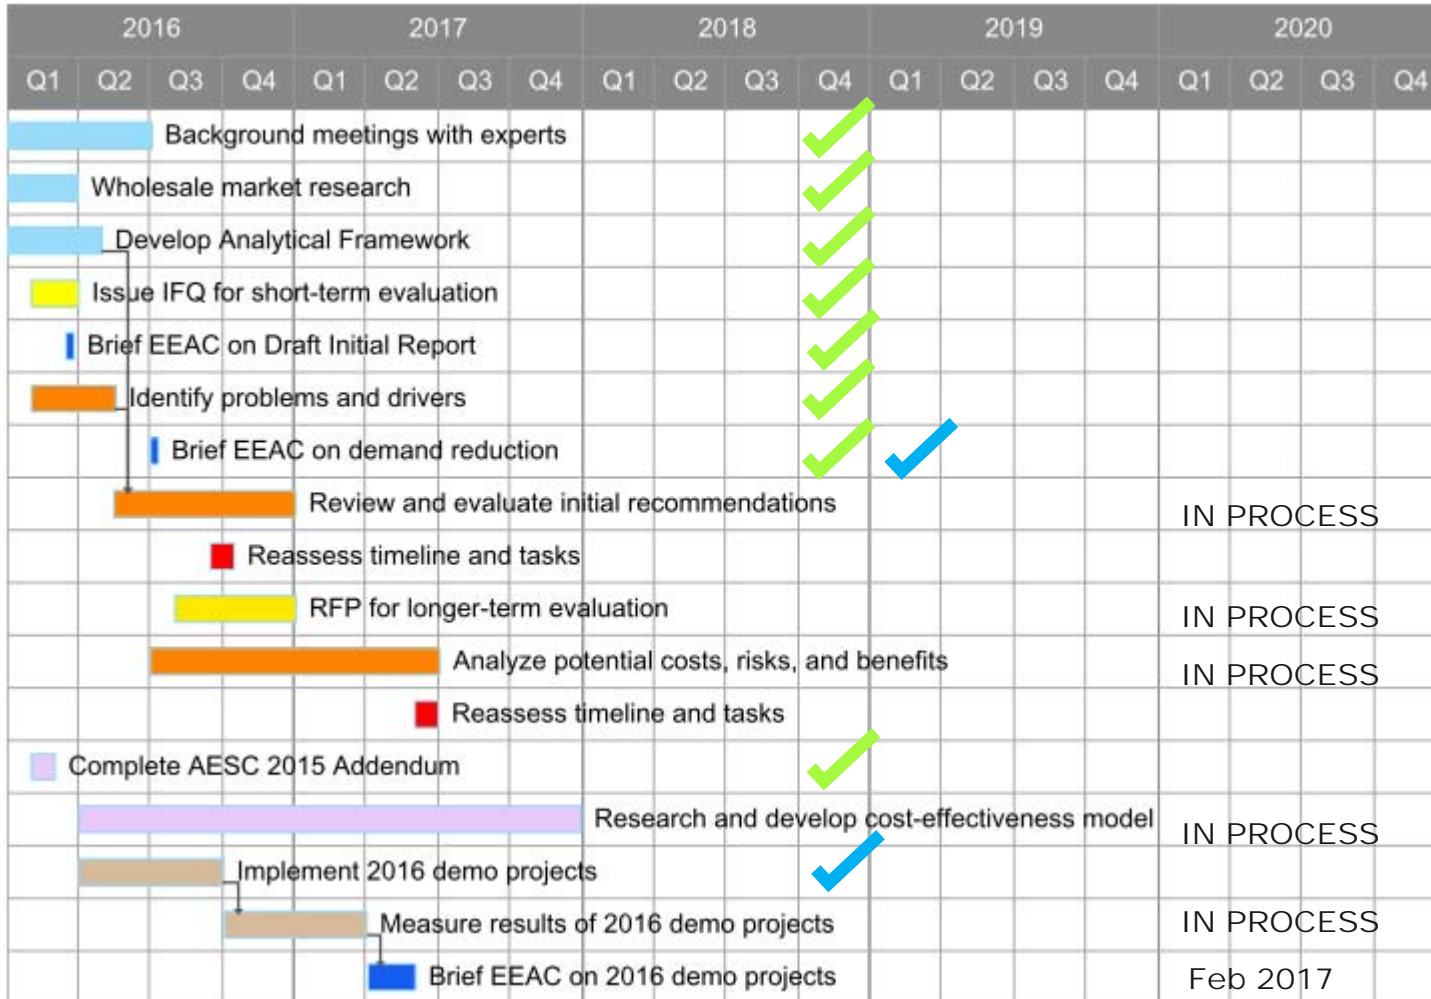 2016 2017 2018 2019 2020
Q1 Q2 Q3 Q4 Q1 Q2 Q3 Q4 Q1 Q2 Q3 Q4 Q1 Q2 Q3 Q4 Q1 Q2 Q3 Q4
Background meetings with experts
Wholesale market research
Develop Analytical Framework
Issue IFQ for short-term evaluation
Brief EEAC on Draft Initial Report
Identify problems and drivers
Brief EEAC on demand reduction
Review and evaluate initial recommendations IN PROCESS
Reassess timeline and tasks
RFP for longer-term evaluation IN PROCESS
Analyze potential costs, risks, and benefits IN PROCESS
Reassess timeline and tasks
Complete AESC 2015 Addendum
Research and develop cost-effectiveness model IN PROCESS
Implement 2016 demo projects
Measure results of 2016 demo projects IN PROCESS
Brief EEAC on 2016 demo projects Feb 2017